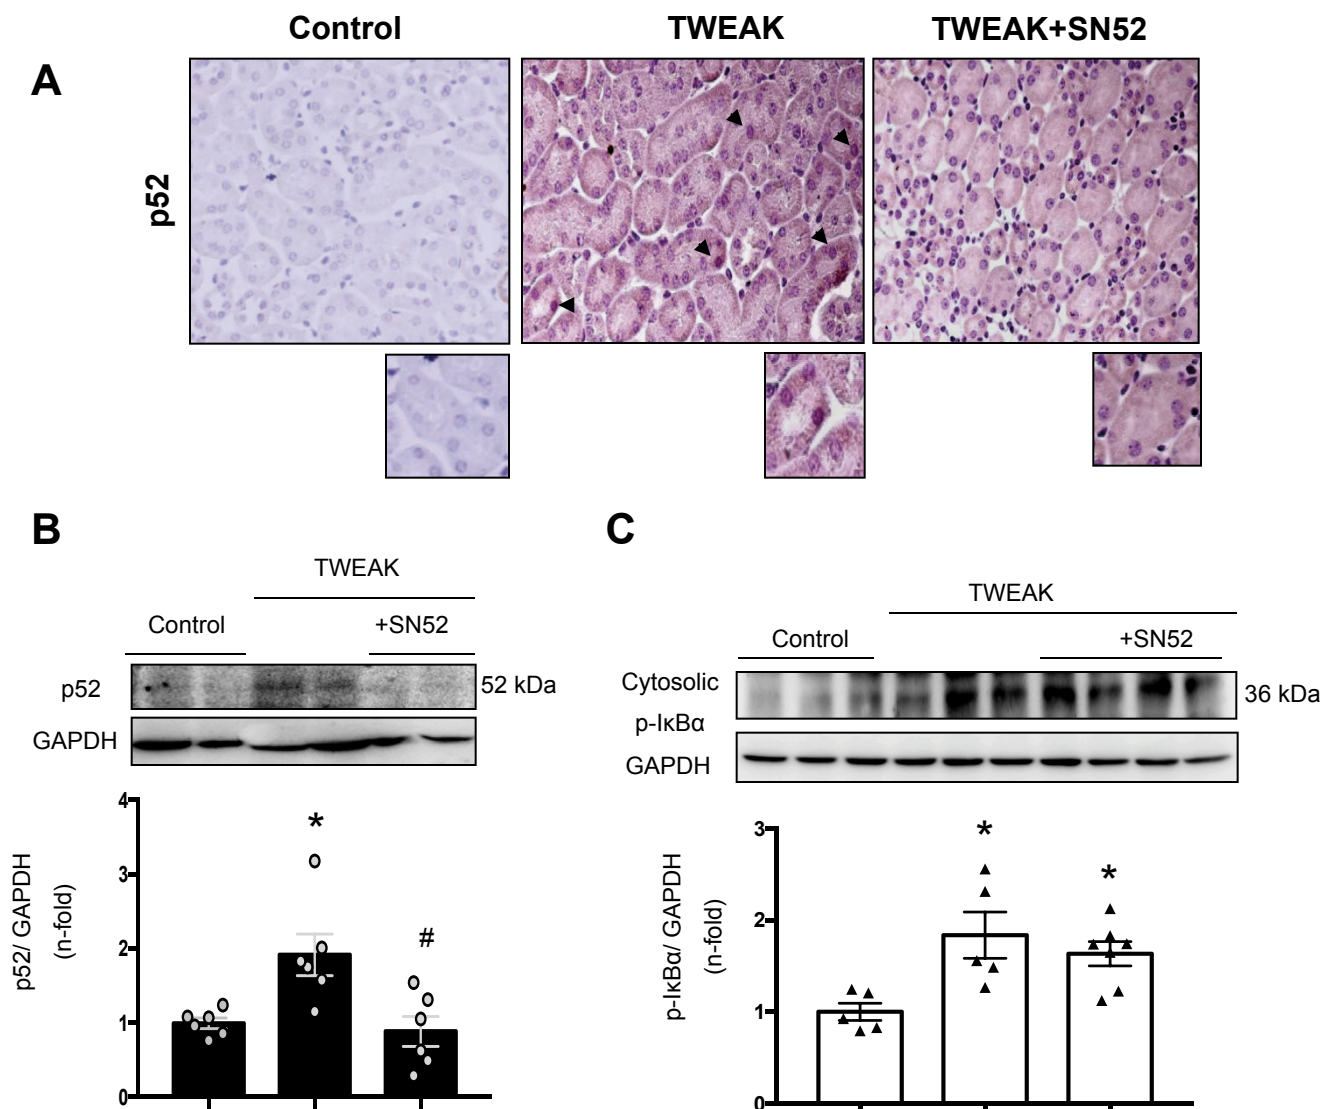 Control TWEAK TWEAK+SN52
A
p52
B
TWEAK
Control +SN52
p52 52 kDa
GAPDH
4
*
3
#
2
1
0
p52/ GAPDH
(n-fold)
C
TWEAK
Control +SN52
Cytosolic
p-IκBα
36 kDa
GAPDH
3
* *
2
1
0
p-IκBα/ GAPDH
(n-fold)